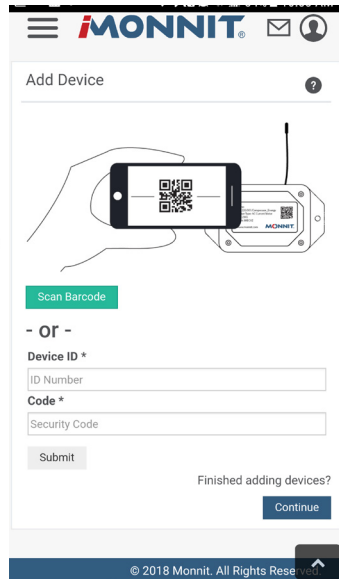 iMONNIT®
Add Device
?
MONNIT
Scan Barcode
- or -
Device ID *
ID Number
Code *
Security Code
Submit
Finished adding devices?
Continue
© 2018 Monnit. All Rights Reserved.